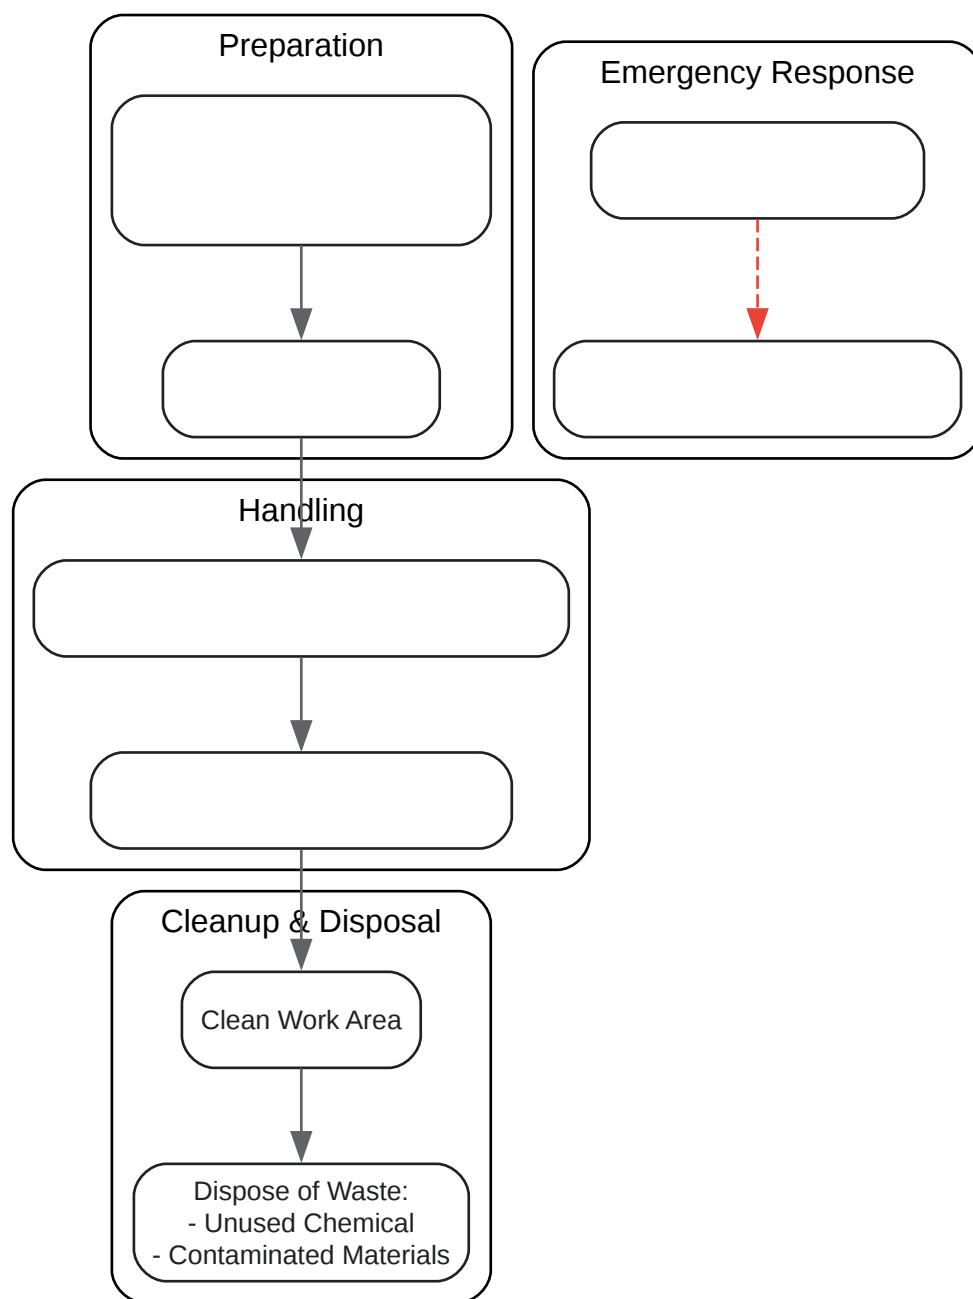 Preparation
Emergency Response
Handling
Cleanup & Disposal
Clean Work Area
Dispose of Waste:
- Unused Chemical
- Contaminated Materials